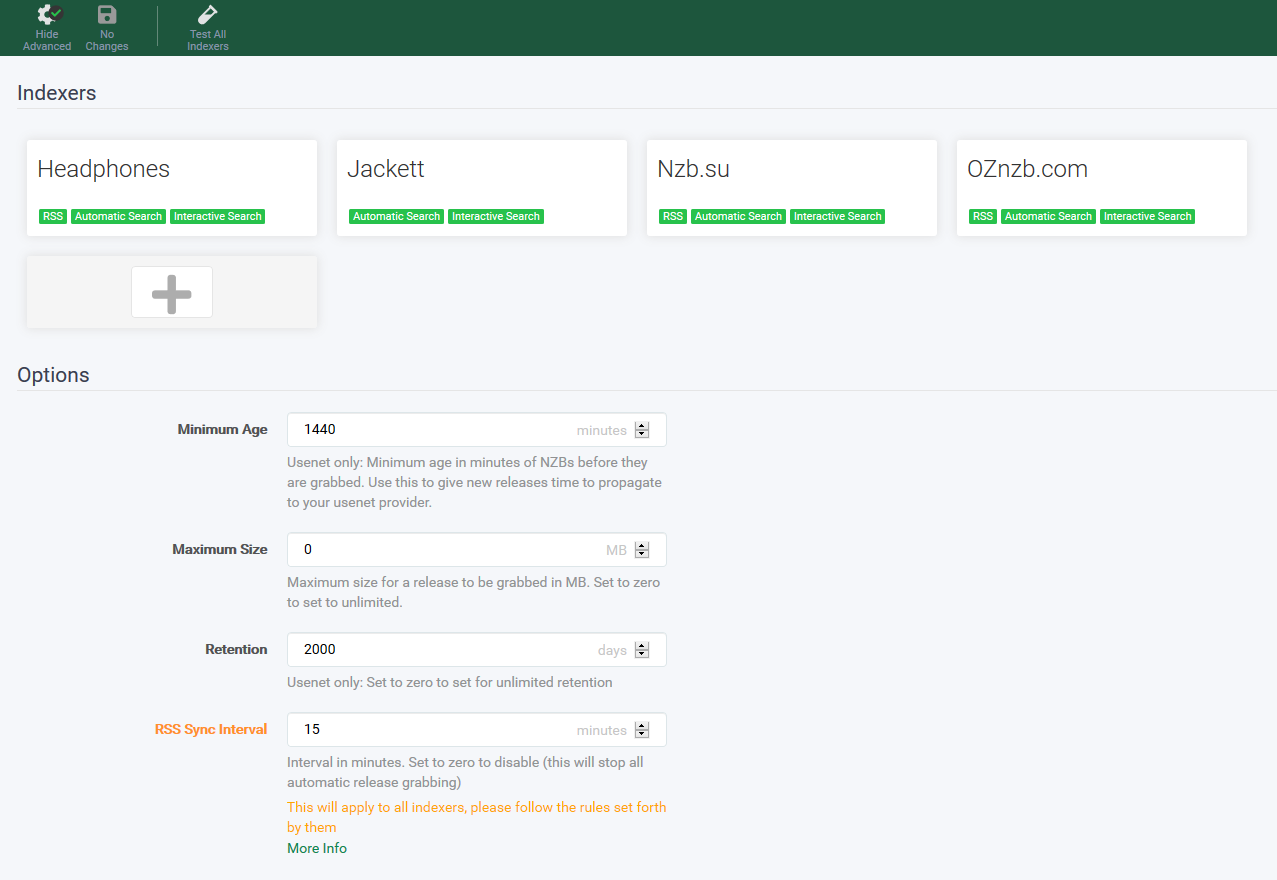 Hide
Advanced
No
Changes
Test All
Indexers
Indexers
Headphones
RSS Automatic Search Interactive Search
Jackett
Automatic Search Interactive Search
Nzb.su
RSS Automatic Search Interactive Search
OZnzb.com
RSS Automatic Search Interactive Search
Options
Minimum Age 1440 minutes
Usenet only: Minimum age in minutes of NZBs before they
are grabbed. Use this to give new releases time to propagate
to your usenet provider.
Maximum Size 0 MB
Maximum size for a release to be grabbed in MB. Set to zero
to set to unlimited.
Retention 2000 days
Usenet only: Set to zero to set for unlimited retention
RSS Sync Interval 15 minutes
Interval in minutes. Set to zero to disable (this will stop all
automatic release grabbing)
This will apply to all indexers, please follow the rules set forth
by them
More Info